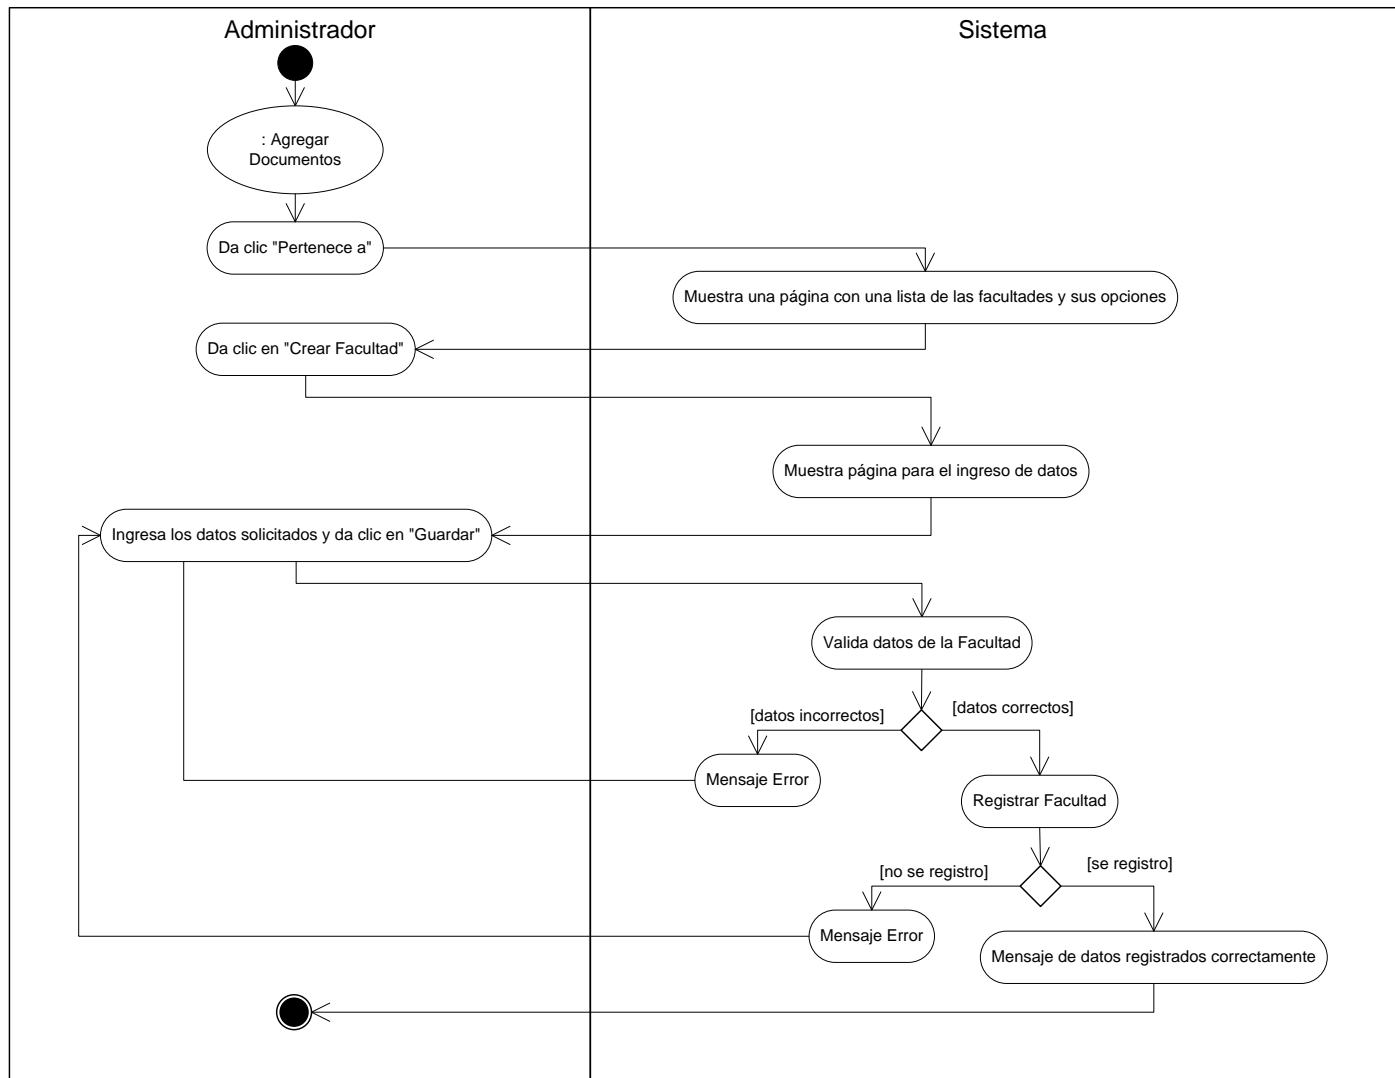 Administrador
Sistema
: Agregar
Documentos
Da clic "Pertenece a"
Muestra una página con una lista de las facultades y sus opciones
Da clic en "Crear Facultad"
Muestra página para el ingreso de datos
Ingresa los datos solicitados y da clic en "Guardar"
Valida datos de la Facultad
[datos incorrectos]
[datos correctos]
Mensaje Error
Registrar Facultad
[no se registro]
[se registro]
Mensaje Error
Mensaje de datos registrados correctamente